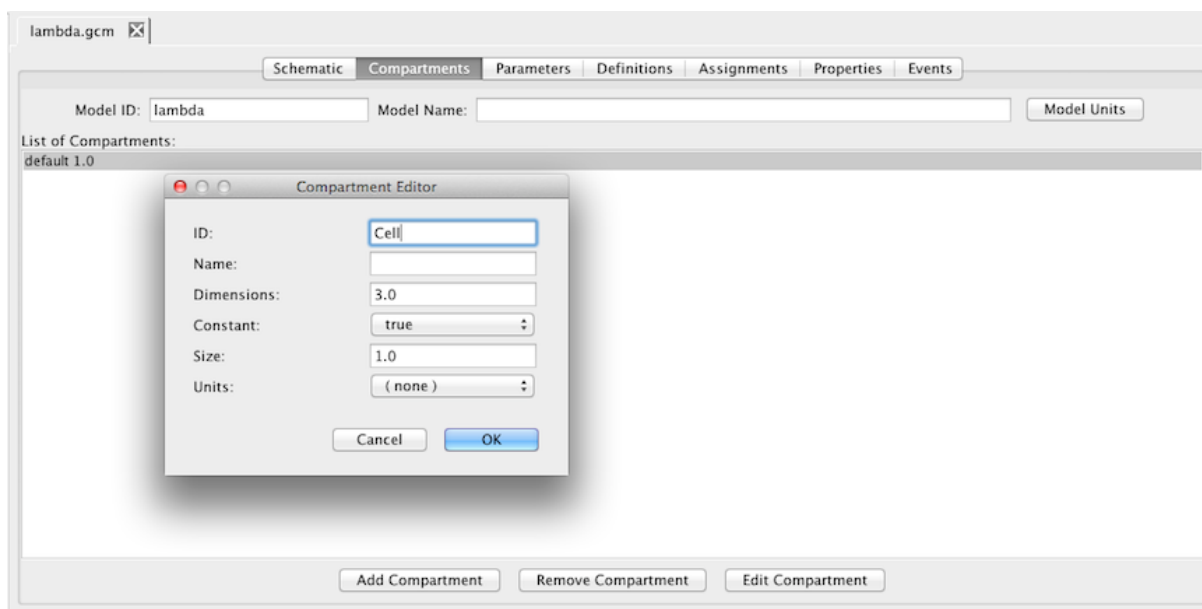 lambda.gcm
Schematic Compartments Parameters Definitions Assignments Properties Events
Model ID: lambda Model Name: Model Units
List of Compartments:
default 1.0
Compartment Editor
ID: Cell
Name:
Dimensions: 3.0
Constant: true
Size: 1.0
Units: ( none )
Cancel OK
Add Compartment Remove Compartment Edit Compartment